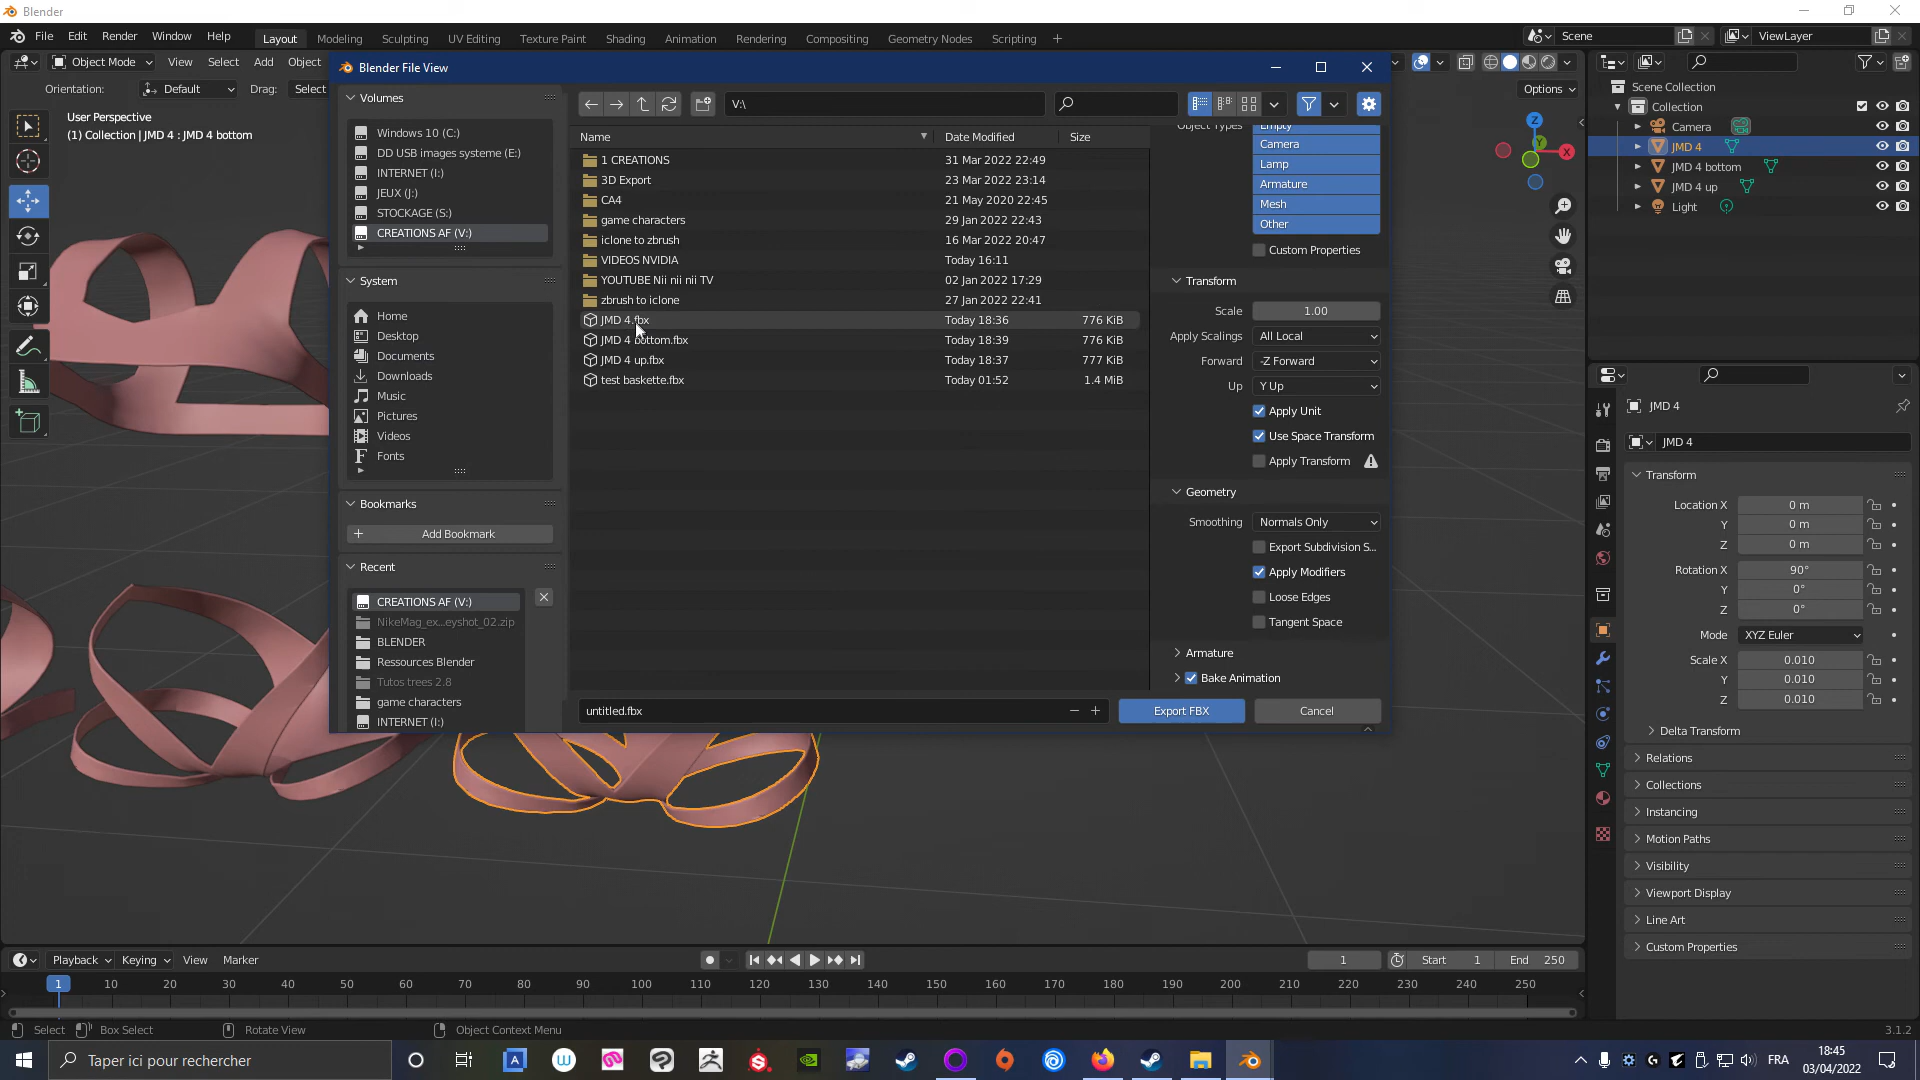 Blender
File Edit Render Window Help Layout Modeling Sculpting UV Editing Texture Paint Shading Animation Rendering Compositing Geometry Nodes Scripting +
Scene ViewLayer
Object Mode View Select Add Object
Options
Orientation: Default Drag: Select
User Perspective
(1) Collection | JMD 4 : JMD 4 bottom
Z
X
Y
Blender File View
Volumes
Windows 10 (C:)
DD USB images systeme (E:)
INTERNET (I:)
JEUX (J:)
STOCKAGE (S:)
CREATIONS AF (V:)
System
Home
Desktop
Documents
Downloads
Music
Pictures
Videos
Fonts
Bookmarks
Add Bookmark
Recent
CREATIONS AF (V:)
NikeMag_ex...eyshot_02.zip
BLENDER
Ressources Blender
Tutos trees 2.8
game characters
INTERNET (I:)
V:\
Name Date Modified Size
1 CREATIONS 31 Mar 2022 22:49
3D Export 23 Mar 2022 23:14
CA4 21 May 2020 22:45
game characters 29 Jan 2022 22:43
iclone to zbrush 16 Mar 2022 20:47
VIDEOS NVIDIA Today 16:11
YOUTUBE Nii nii nii TV 02 Jan 2022 17:29
zbrush to iclone 27 Jan 2022 22:41
JMD 4.fbx Today 18:36 776 KiB
JMD 4 bottom.fbx Today 18:39 776 KiB
JMD 4 up.fbx Today 18:37 777 KiB
test baskette.fbx Today 01:52 1.4 MiB
untitled.fbx
Export FBX
Cancel
Object Types Empty
Camera
Lamp
Armature
Mesh
Other
Custom Properties
Transform
Scale 1.00
Apply Scalings All Local
Forward -Z Forward
Up Y Up
Apply Unit
Use Space Transform
Apply Transform
Geometry
Smoothing Normals Only
Export Subdivision S...
Apply Modifiers
Loose Edges
Tangent Space
Armature
Bake Animation
Scene Collection
Collection
Camera
JMD 4
JMD 4 bottom
JMD 4 up
Light
JMD 4
JMD 4
Transform
Location X 0 m
Y 0 m
Z 0 m
Rotation X 90°
Y 0°
Z 0°
Mode XYZ Euler
Scale X 0.010
Y 0.010
Z 0.010
Delta Transform
Relations
Collections
Instancing
Motion Paths
Visibility
Viewport Display
Line Art
Custom Properties
Playback Keying View Marker
1 Start 1 End 250
1 10 20 30 40 50 60 70 80 90 100 110 120 130 140 150 160 170 180 190 200 210 220 230 240 250
Select Box Select Rotate View Object Context Menu
3.1.2
Taper ici pour rechercher
FRA
18:45
03/04/2022